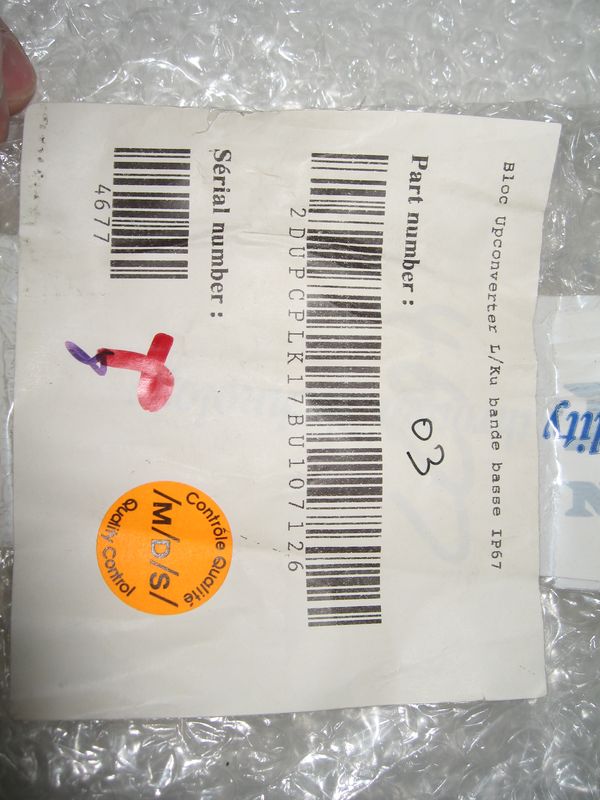 Bloc Upconverter L/Ku bande basse IP67
Part number :
03
2DUPCPLK17BU107126
Sérial number :
4677
Contrôle Qualité
/M/D/S/
Quality Control